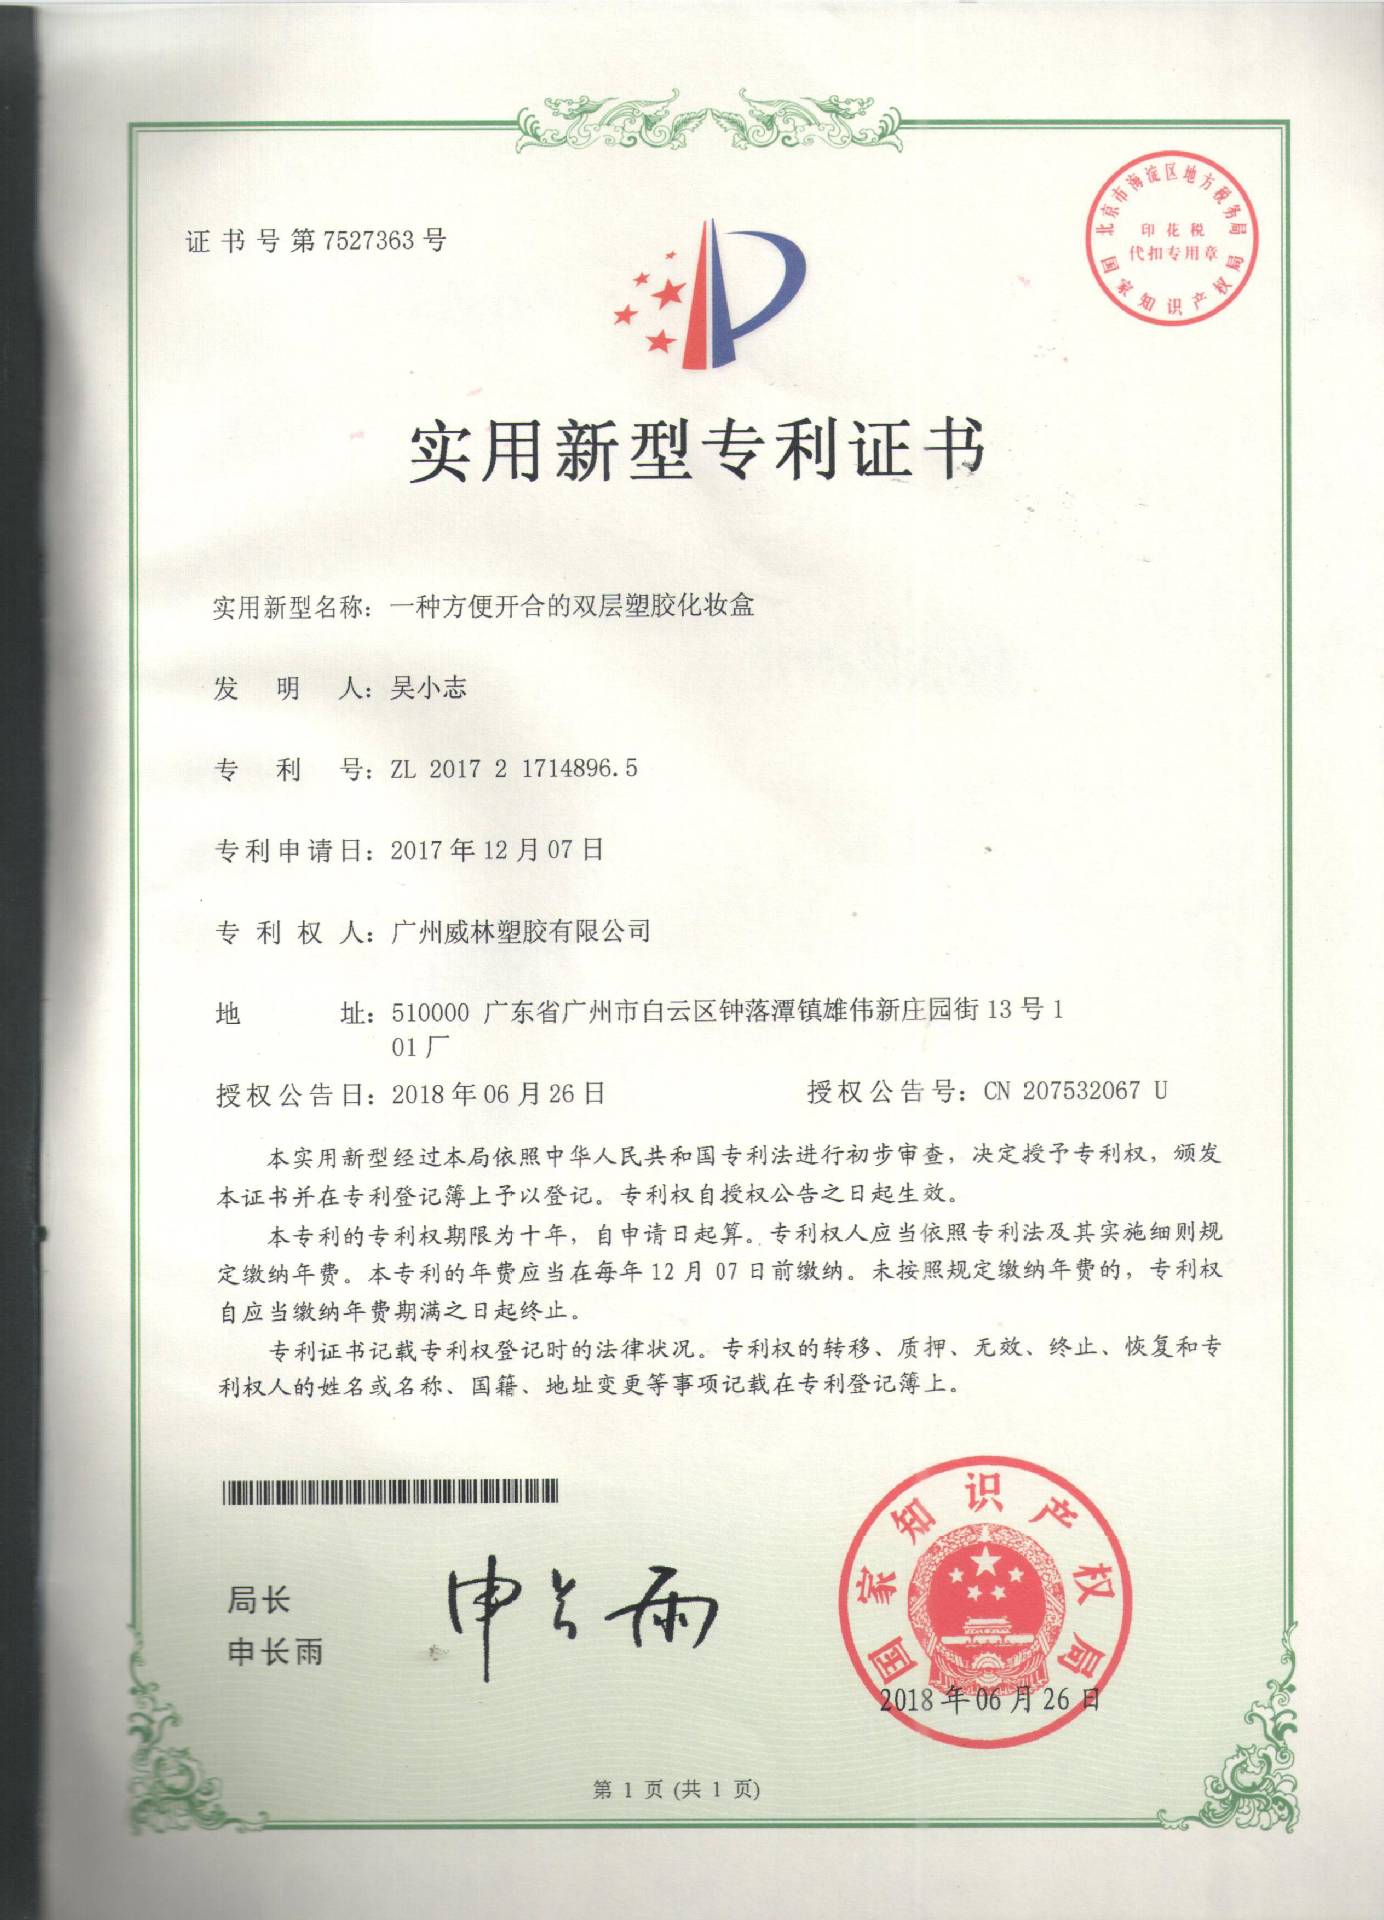 证书号第7527363号
北京市海淀区地方税务局
印花税
代扣专用章
国家知识产权局
实用新型专利证书
实用新型名称：一种方便开合的双层塑胶化妆盒
发明人：吴小志
专利号：ZL 2017 2 1714896.5
专利申请日：2017年12月07日
专利权人：广州威林塑胶有限公司
地址：510000 广东省广州市白云区钟落潭镇雄伟新庄园街13号1
01厂
授权公告日：2018年06月26日 授权公告号：CN 207532067 U
本实用新型经过本局依照中华人民共和国专利法进行初步审查，决定授予专利权，颁发
本证书并在专利登记簿上予以登记。专利权自授权公告之日起生效。
本专利的专利权期限为十年，自申请日起算。专利权人应当依照专利法及其实施细则规
定缴纳年费。本专利的年费应当在每年12月07日前缴纳。未按照规定缴纳年费的，专利权
自应当缴纳年费期满之日起终止。
专利证书记载专利权登记时的法律状况。专利权的转移、质押、无效、终止、恢复和专
利权人的姓名或名称、国籍、地址变更等事项记载在专利登记簿上。
局长
申长雨
申长雨
国家知识产权局
2018年06月26日
第 1 页 (共 1 页)